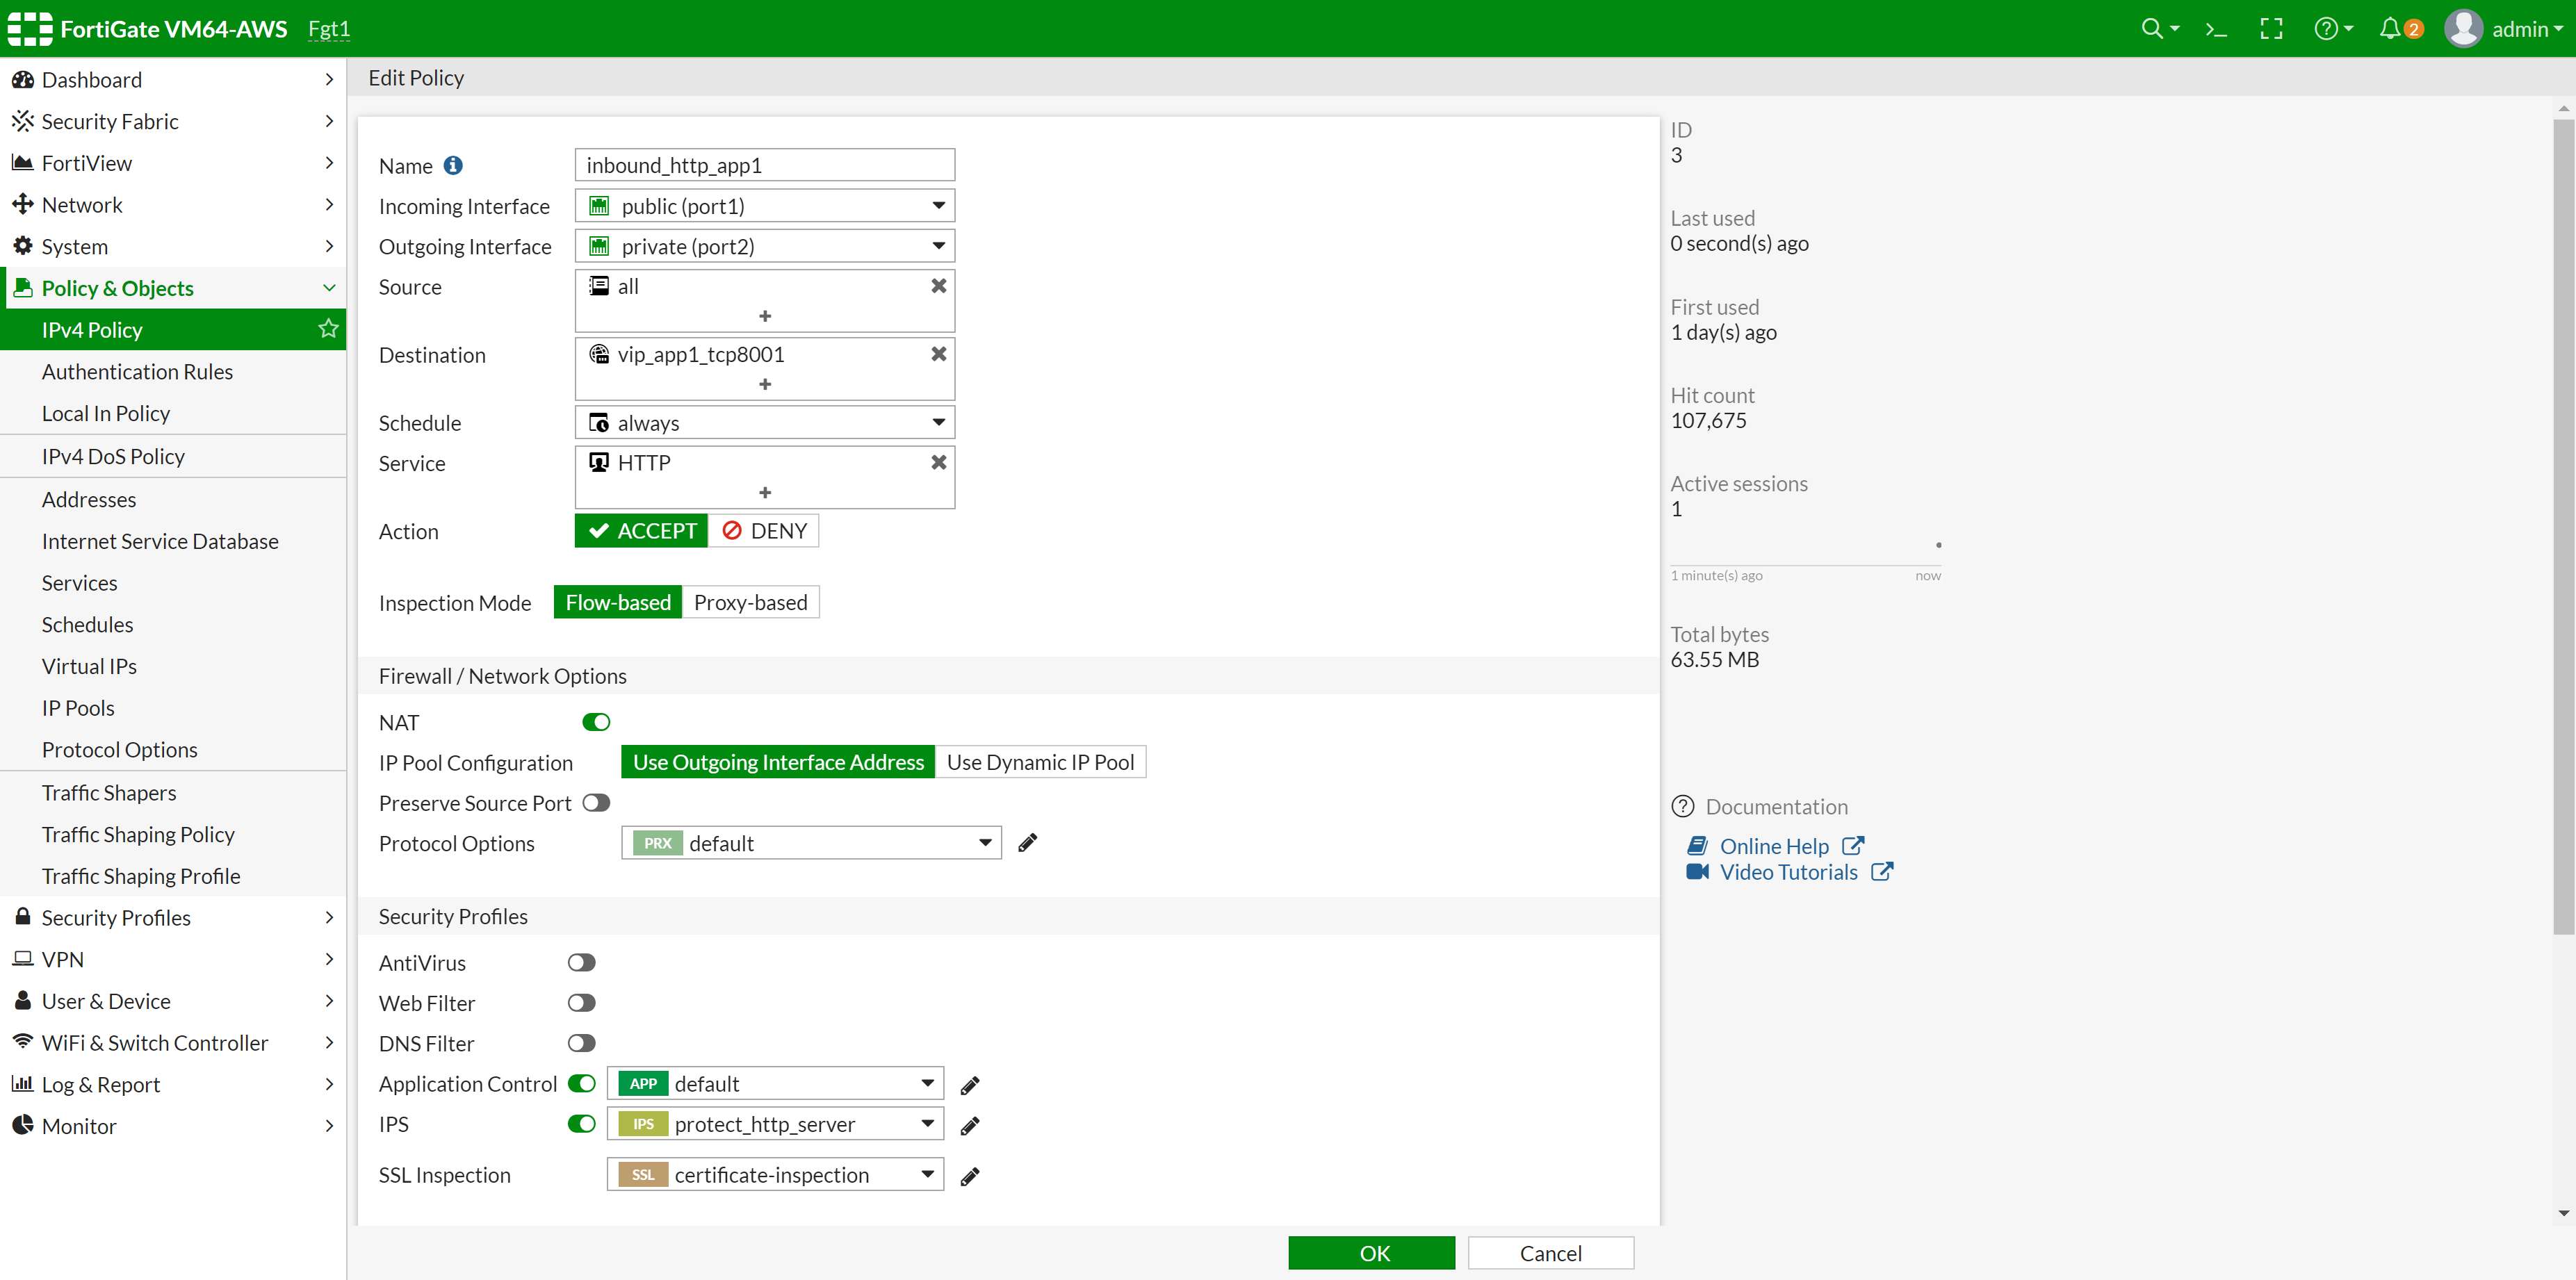 FortiGate VM64-AWS Fgt1
2 admin
Dashboard
Security Fabric
FortiView
Network
System
Policy & Objects
IPv4 Policy
Authentication Rules
Local In Policy
IPv4 DoS Policy
Addresses
Internet Service Database
Services
Schedules
Virtual IPs
IP Pools
Protocol Options
Traffic Shapers
Traffic Shaping Policy
Traffic Shaping Profile
Security Profiles
VPN
User & Device
WiFi & Switch Controller
Log & Report
Monitor
Edit Policy
Name inbound_http_app1
Incoming Interface public (port1)
Outgoing Interface private (port2)
Source all
Destination vip_app1_tcp8001
Schedule always
Service HTTP
Action ACCEPT DENY
Inspection Mode Flow-based Proxy-based
Firewall / Network Options
NAT
IP Pool Configuration Use Outgoing Interface Address Use Dynamic IP Pool
Preserve Source Port
Protocol Options PRX default
Security Profiles
AntiVirus
Web Filter
DNS Filter
Application Control APP default
IPS IPS protect_http_server
SSL Inspection SSL certificate-inspection
OK Cancel
ID
3
Last used
0 second(s) ago
First used
1 day(s) ago
Hit count
107,675
Active sessions
1
1 minute(s) ago now
Total bytes
63.55 MB
Documentation
Online Help
Video Tutorials